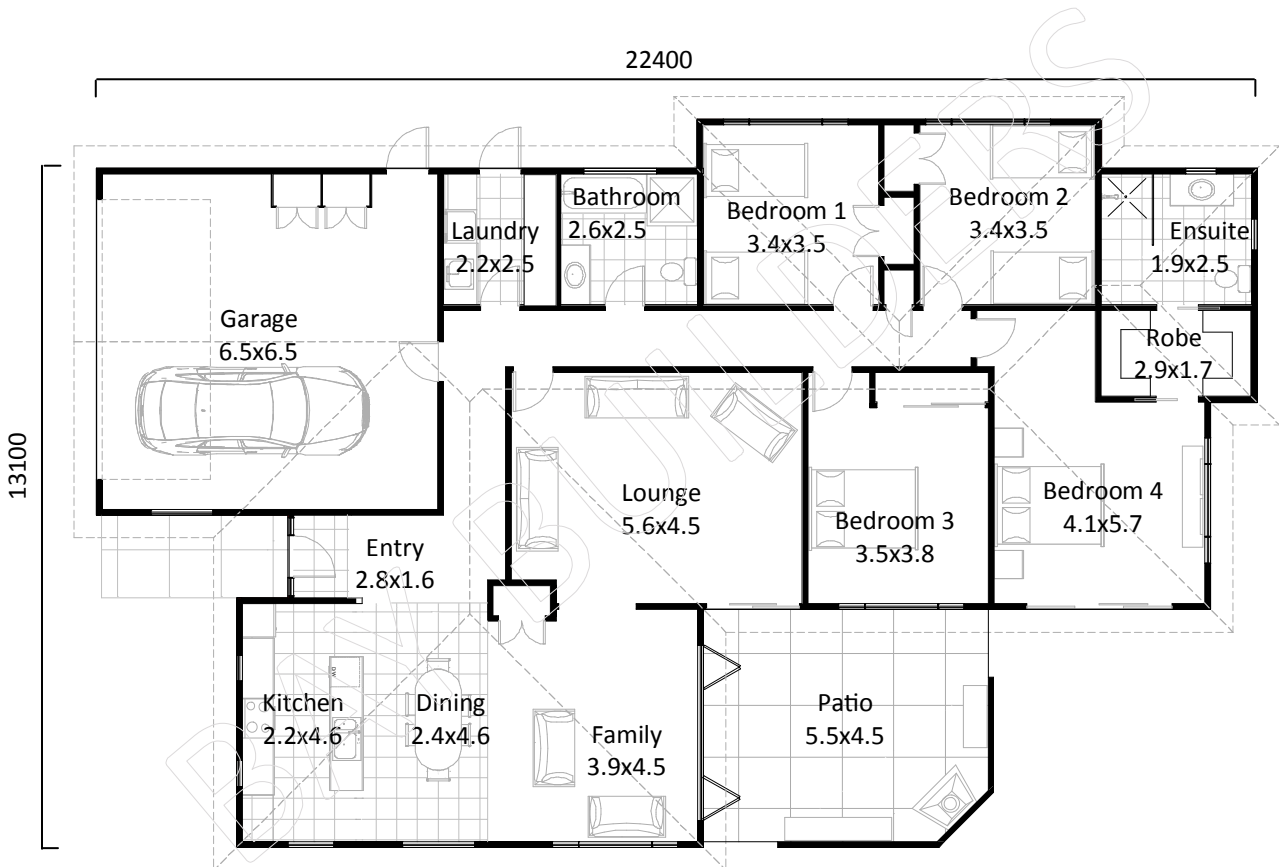 22400
13100
Garage
6.5x6.5
Laundry
2.2x2.5
Bathroom
2.6x2.5
Bedroom 1
3.4x3.5
Bedroom 2
3.4x3.5
Ensuite
1.9x2.5
Robe
2.9x1.7
Lounge
5.6x4.5
Bedroom 3
3.5x3.8
Bedroom 4
4.1x5.7
Entry
2.8x1.6
Kitchen
2.2x4.6
Dining
2.4x4.6
Family
3.9x4.5
Patio
5.5x4.5
D/W